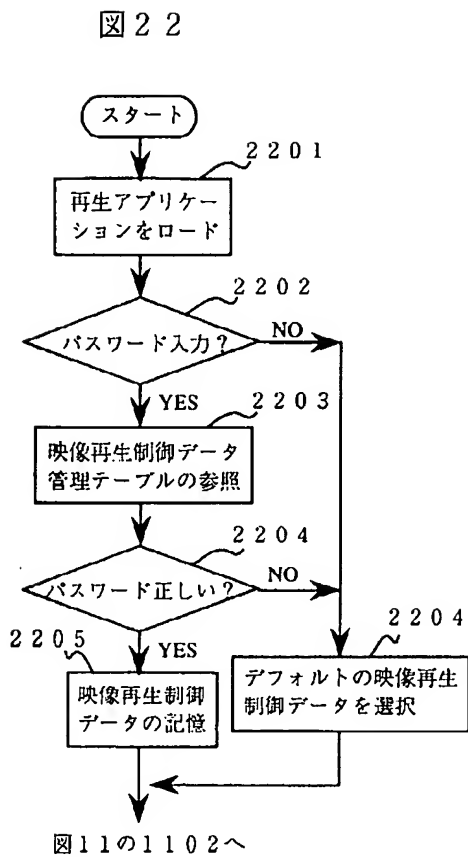 図２２
スタート
２２０１
再生アプリケー
ションをロード
２２０２
パスワード入力？
NO
YES
２２０３
映像再生制御データ
管理テーブルの参照
２２０４
パスワード正しい？
NO
YES
２２０５
映像再生制御
データの記憶
２２０４
デフォルトの映像再生
制御データを選択
図１１の１１０２へ